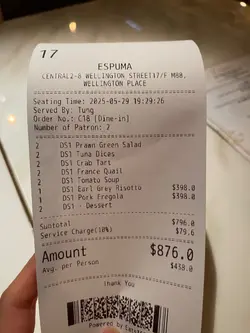 17
ESPUMA
CENTRAL2-8 WELLINGTON STREET17/F M88,
WELLINGTON PLACE
Seating Time: 2025-05-29 19:29:26
Served By: Tung
Order No.: C18 (Dine-in)
Number of Patron: 2
2 DS1 Prawn Green Salad
2 DS1 Tuna Dices
2 DS1 Crab Tart
2 DS1 France Quail
2 DS1 Tomato Soup
1 DS1 Earl Grey Risotto $398.0
1 DS1 Pork Fregola $398.0
2 DS1 - Dessert
Subtotal $796.0
Service Charge(10%) $79.6
Amount $876.0
Avg. per Person $438.0
Thank You
Powered by